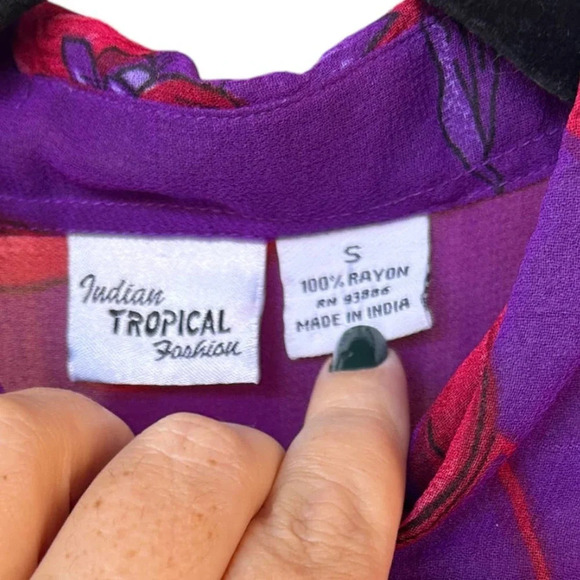 Indian
TROPICAL
Fashion
S
100% RAYON
RN 93886
MADE IN INDIA